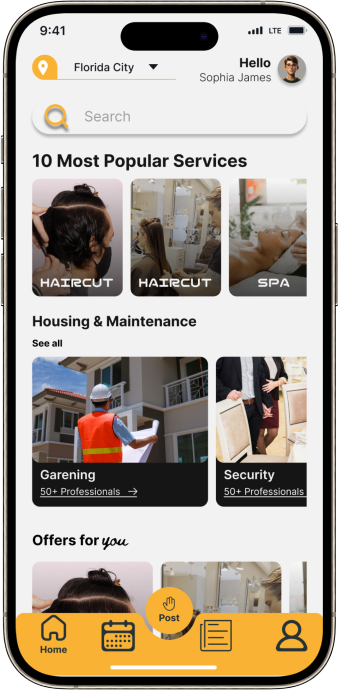 9:41
LTE
Florida City
Hello
Sophia James
Search
10 Most Popular Services
HAIRCUT
HAIRCUT
SPA
Housing & Maintenance
See all
Garening
50+ Professionals
Security
50+ Professionals
Offers for you
Post
Home